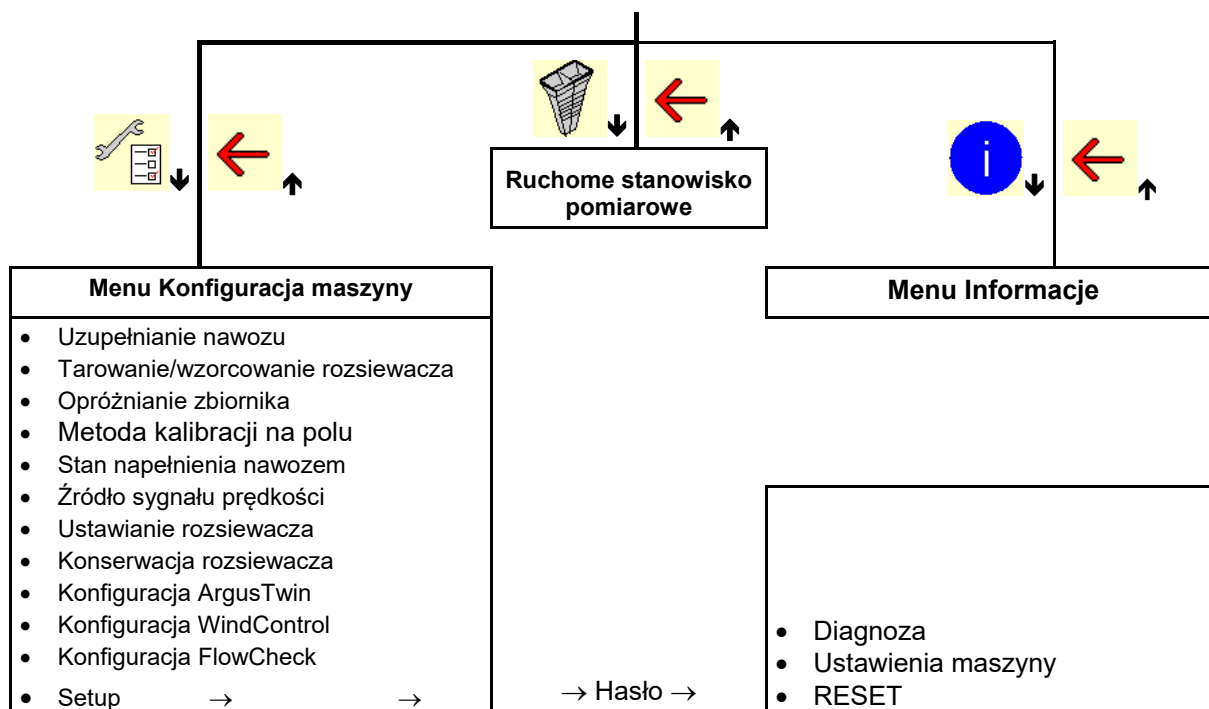 i
Ruchome stanowisko
pomiarowe
Menu Konfiguracja maszyny
• Uzupełnianie nawozu
• Tarowanie/wzorcowanie rozsiewacza
• Opróżnianie zbiornika
• Metoda kalibracji na polu
• Stan napełnienia nawozem
• Źródło sygnału prędkości
• Ustawianie rozsiewacza
• Konserwacja rozsiewacza
• Konfiguracja ArgusTwin
• Konfiguracja WindControl
• Konfiguracja FlowCheck
• Setup → →
→ Hasło →
Menu Informacje
• Diagnoza
• Ustawienia maszyny
• RESET